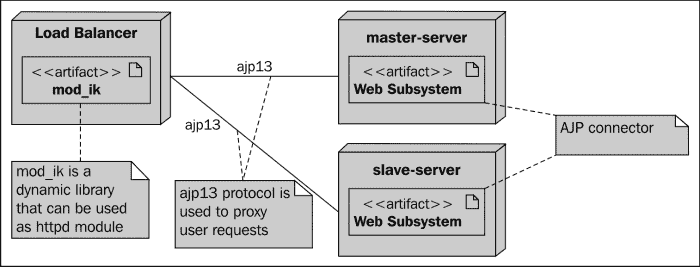 Load Balancer
<<artifact>>
mod_ik
mod_ik is a
dynamic library
that can be used
as httpd module
ajp13
ajp13
ajp13 protocol is
used to proxy
user requests
master-server
<<artifact>>
Web Subsystem
slave-server
<<artifact>>
Web Subsystem
AJP connector